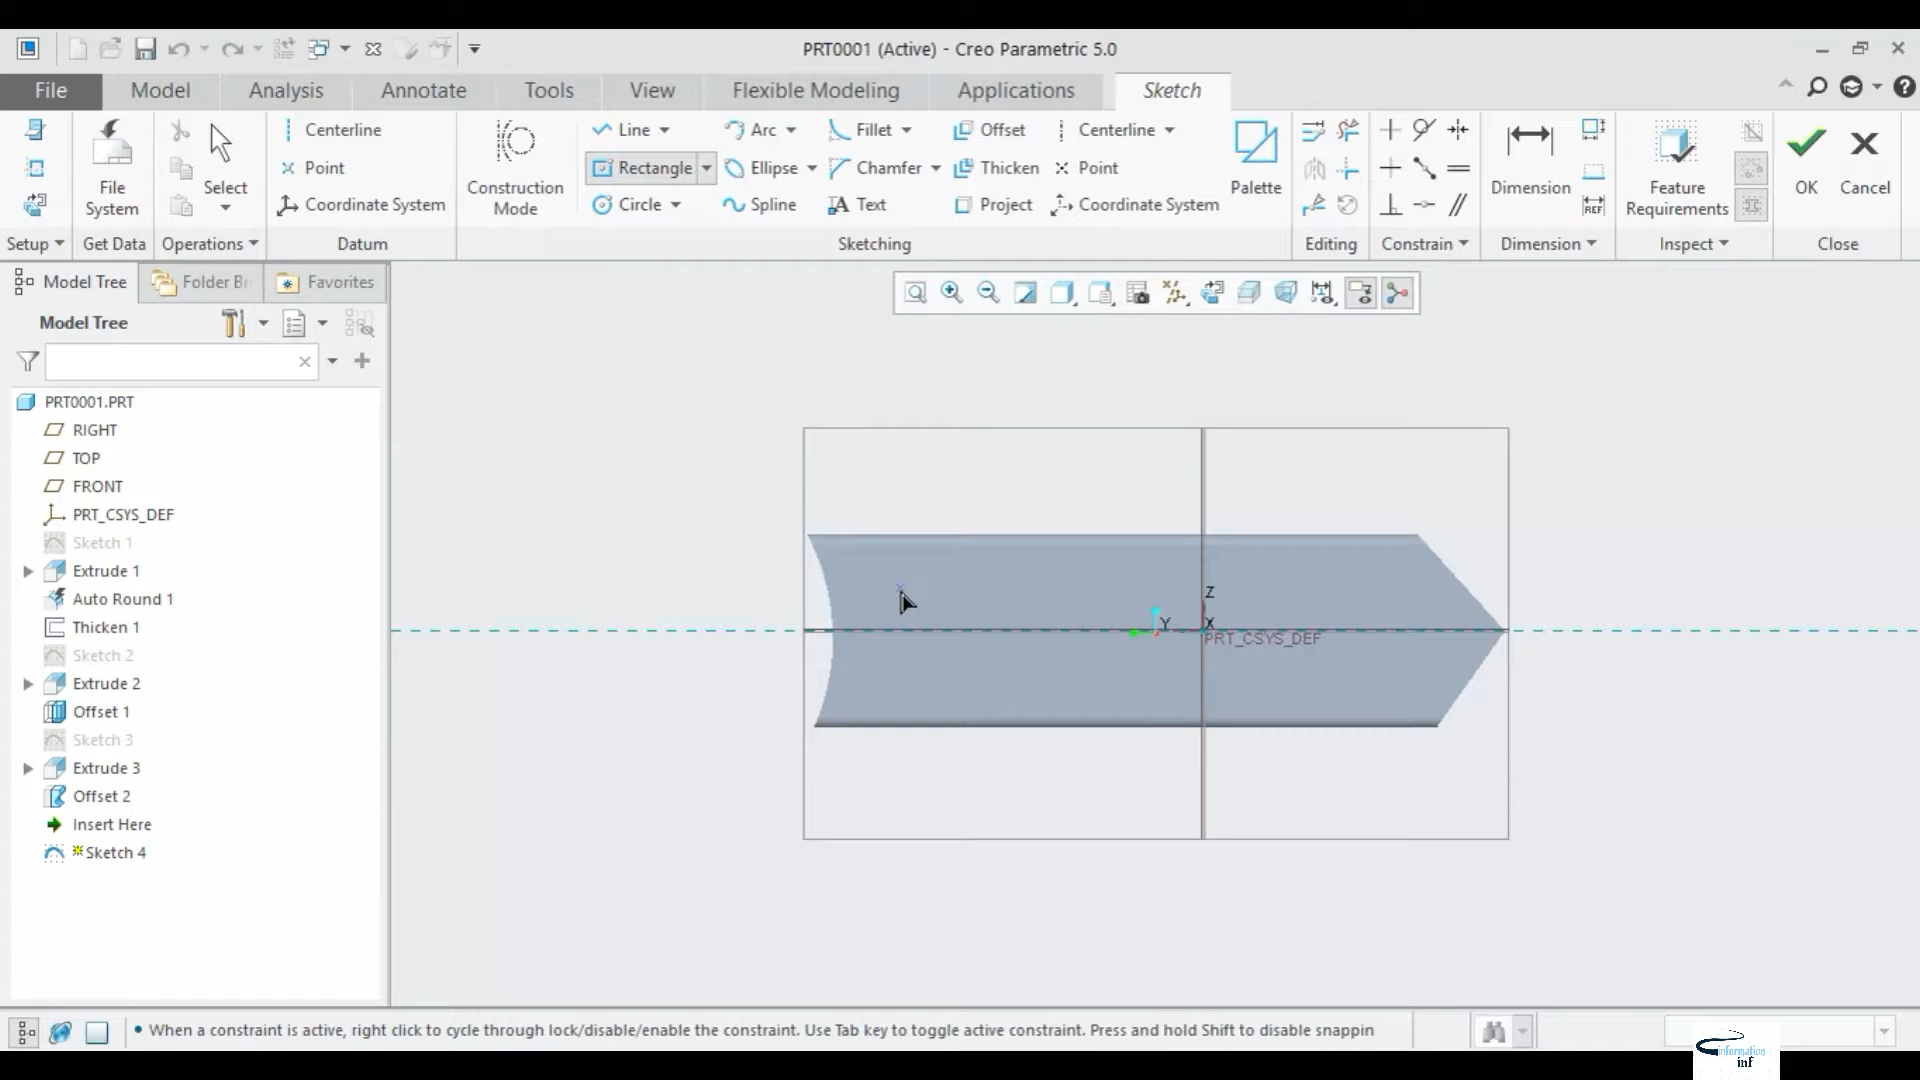 PRT0001 (Active) - Creo Parametric 5.0
File Model Analysis Annotate Tools View Flexible Modeling Applications Sketch
Centerline Line Arc Fillet Offset Centerline
Point Rectangle Ellipse Chamfer Thicken Point
File System Select Construction Mode Palette Dimension Feature Requirements OK Cancel
Coordinate System Circle Spline Text Project Coordinate System
REF
Setup Get Data Operations Datum Sketching Editing Constrain Dimension Inspect Close
Model Tree Folder Br Favorites
Model Tree
PRT0001.PRT
RIGHT
TOP
FRONT
PRT_CSYS_DEF
Sketch 1
Extrude 1
Auto Round 1
Thicken 1
Sketch 2
Extrude 2
Offset 1
Sketch 3
Extrude 3
Offset 2
Insert Here
Sketch 4
Z
Y X
PRT_CSYS_DEF
When a constraint is active, right click to cycle through lock/disable/enable the constraint. Use Tab key to toggle active constraint. Press and hold Shift to disable snappin
information
inf